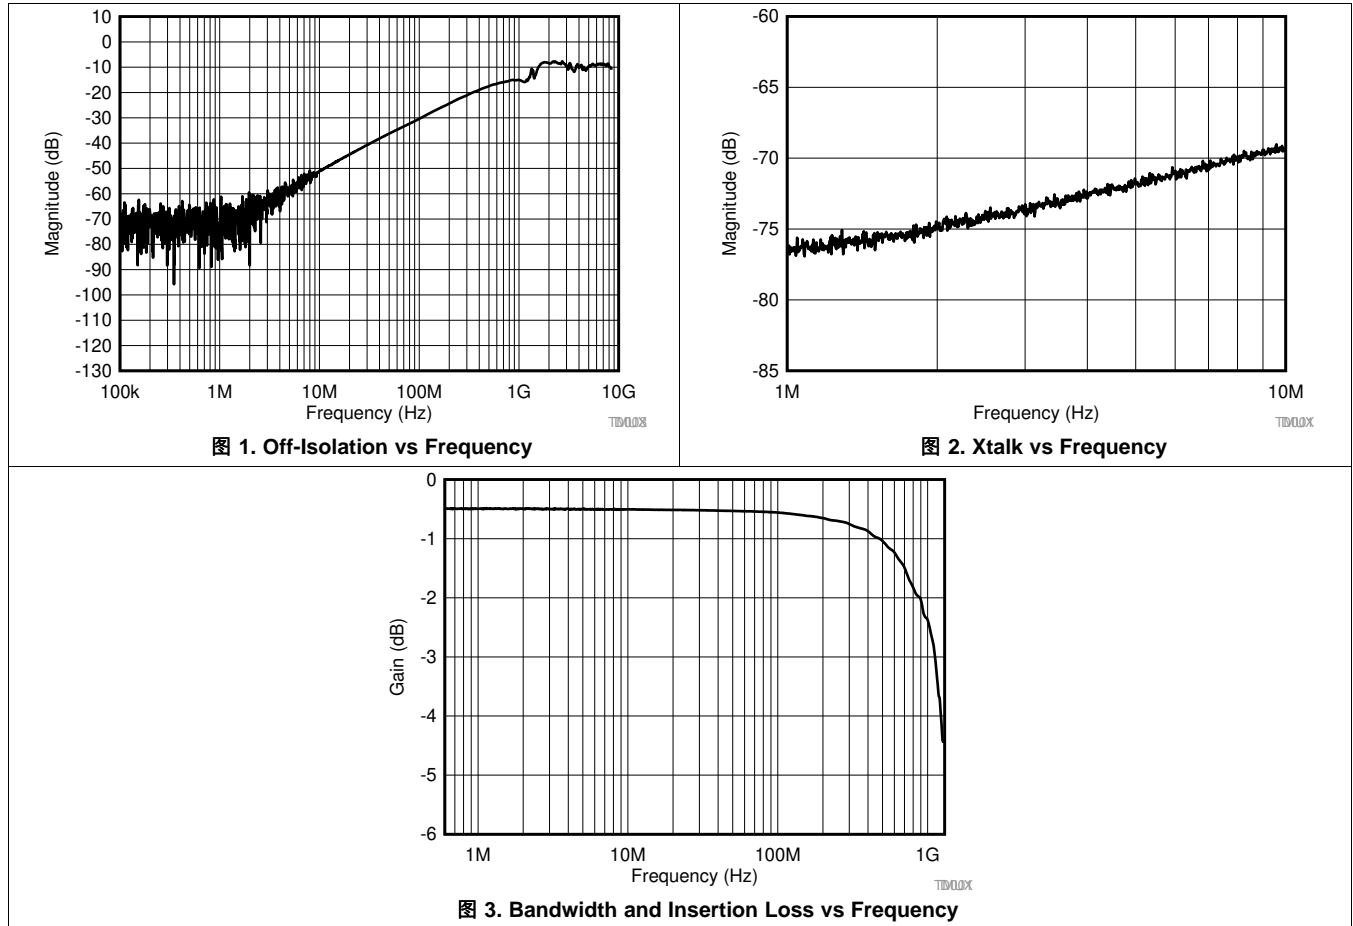 10
0
-10
-20
-30
-40
-50
-60
-70
-80
-90
-100
-110
-120
-130
Magnitude (dB)
100k 1M 10M 100M 1G 10G
Frequency (Hz)
图 1. Off-Isolation vs Frequency
-60
-65
-70
-75
-80
-85
Magnitude (dB)
1M 10M
Frequency (Hz)
图 2. Xtalk vs Frequency
0
-1
-2
-3
-4
-5
-6
Gain (dB)
1M 10M 100M 1G
Frequency (Hz)
图 3. Bandwidth and Insertion Loss vs Frequency